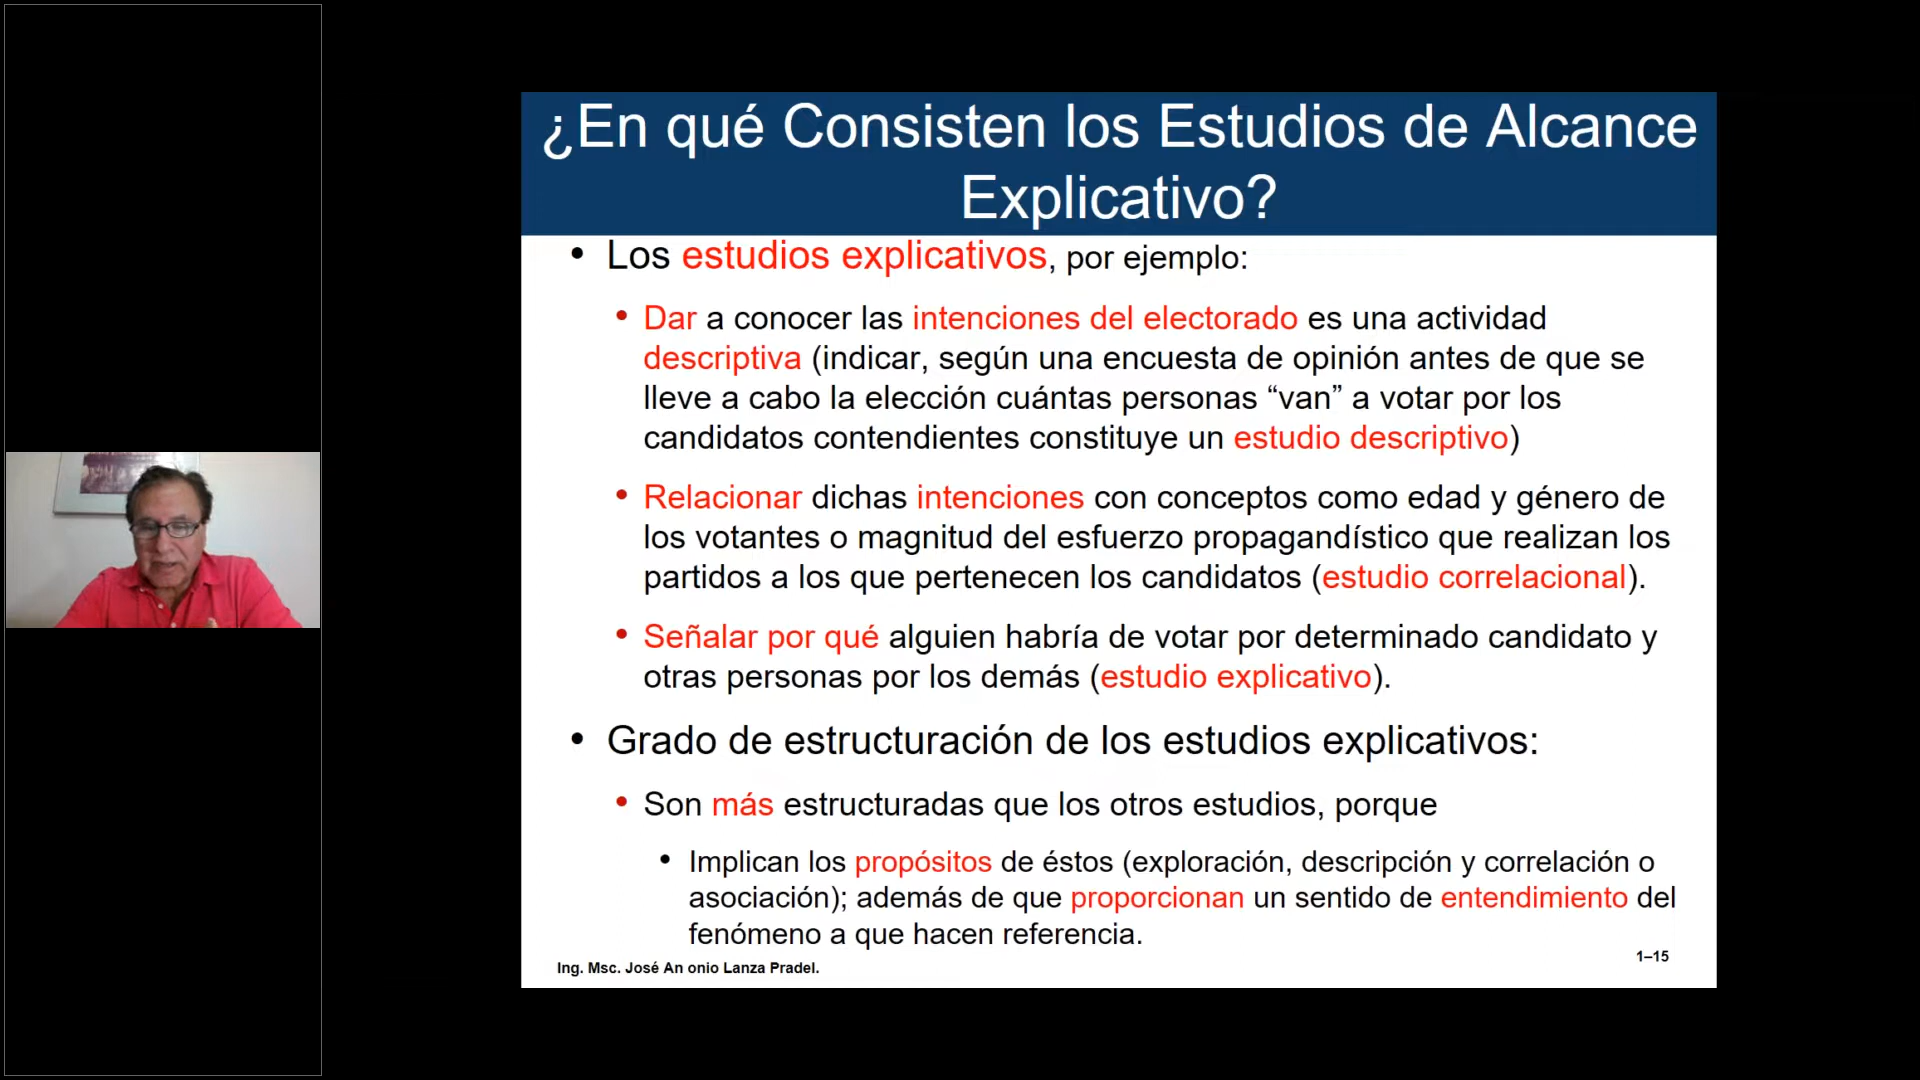 ¿En qué Consisten los Estudios de Alcance
Explicativo?
• Los estudios explicativos, por ejemplo:
• Dar a conocer las intenciones del electorado es una actividad
descriptiva (indicar, según una encuesta de opinión antes de que se
lleve a cabo la elección cuántas personas “van” a votar por los
candidatos contendientes constituye un estudio descriptivo)
• Relacionar dichas intenciones con conceptos como edad y género de
los votantes o magnitud del esfuerzo propagandístico que realizan los
partidos a los que pertenecen los candidatos (estudio correlacional).
• Señalar por qué alguien habría de votar por determinado candidato y
otras personas por los demás (estudio explicativo).
• Grado de estructuración de los estudios explicativos:
• Son más estructuradas que los otros estudios, porque
• Implican los propósitos de éstos (exploración, descripción y correlación o
asociación); además de que proporcionan un sentido de entendimiento del
fenómeno a que hacen referencia.
Ing. Msc. José An onio Lanza Pradel.
1–15